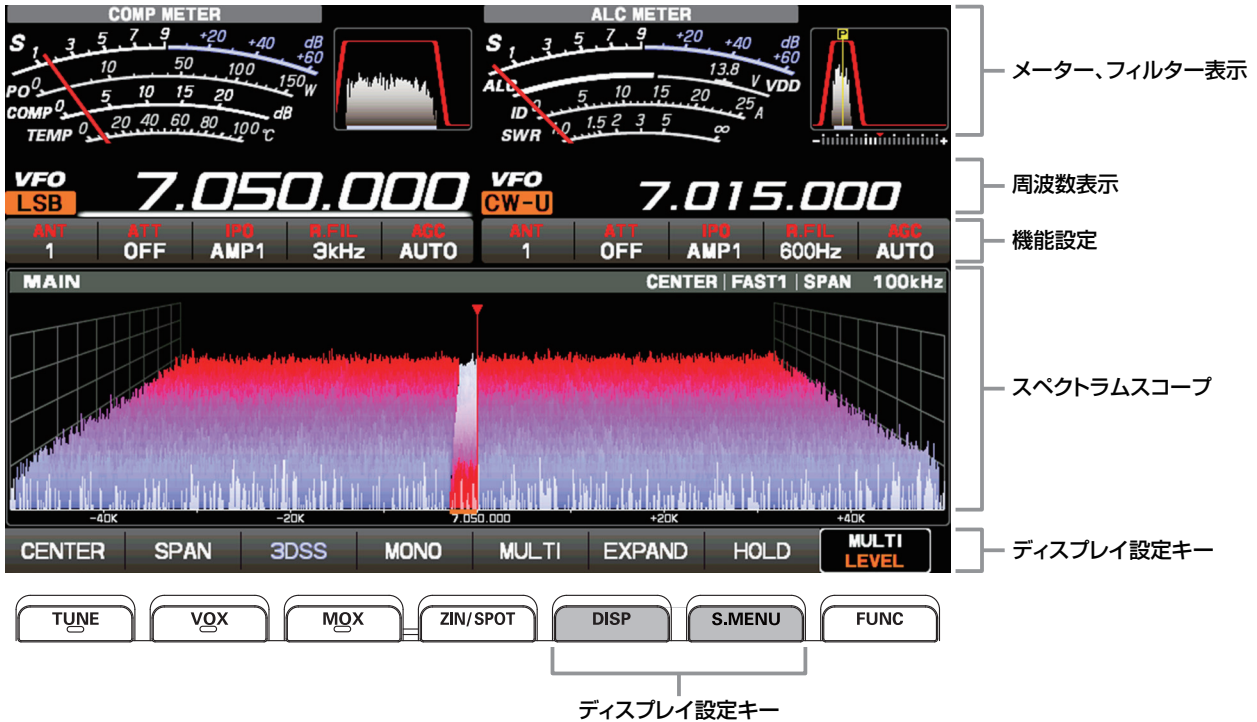 COMP METER
ALC METER
S 1 3 5 7 9 +20 +40 +60 dB
PO 0 10 50 100 150 W
COMP 0 5 10 15 20 dB
TEMP 0 20 40 60 80 100 ℃
S 1 3 5 7 9 +20 +40 +60 dB
ALC 13.8 V VDD
ID 0 5 10 15 20 25 A
SWR 1.0 1.5 2 3 5 ∞
P
- +
メーター、フィルター表示
VFO
LSB
7.050.000
VFO
CW-U
7.015.000
周波数表示
ANT ATT IPO R.FIL AGC
1 OFF AMP1 3kHz AUTO
ANT ATT IPO R.FIL AGC
1 OFF AMP1 600Hz AUTO
機能設定
MAIN
CENTER | FAST1 | SPAN 100kHz
-40K -20K 7.050.000 +20K +40K
スペクトラムスコープ
CENTER SPAN 3DSS MONO MULTI EXPAND HOLD MULTI
LEVEL
ディスプレイ設定キー
TUNE VOX MOX ZIN/SPOT DISP S.MENU FUNC
ディスプレイ設定キー